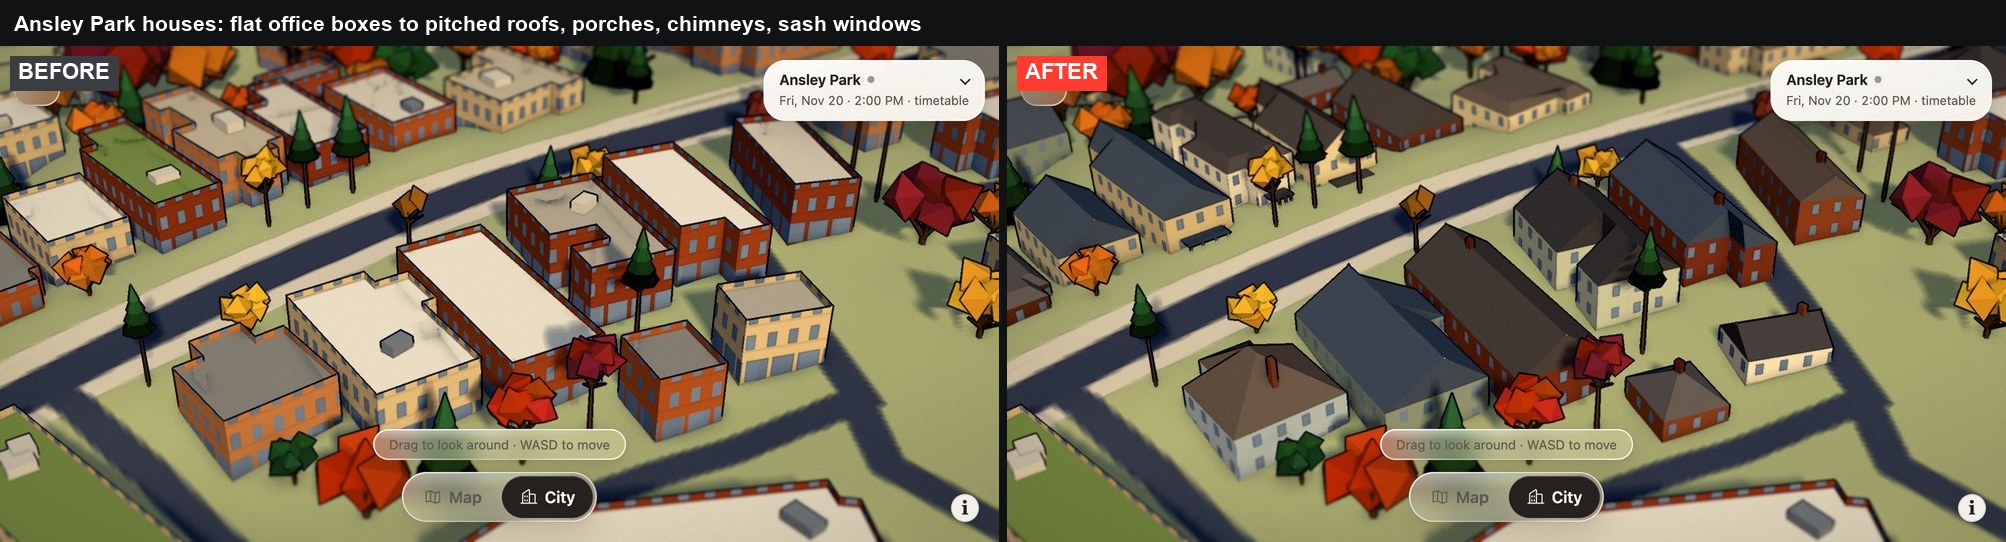 Ansley Park houses: flat office boxes to pitched roofs, porches, chimneys, sash windows
BEFORE
Ansley Park
Fri, Nov 20 · 2:00 PM · timetable
Drag to look around · WASD to move
Map
City
i
AFTER
Ansley Park
Fri, Nov 20 · 2:00 PM · timetable
Drag to look around · WASD to move
Map
City
i